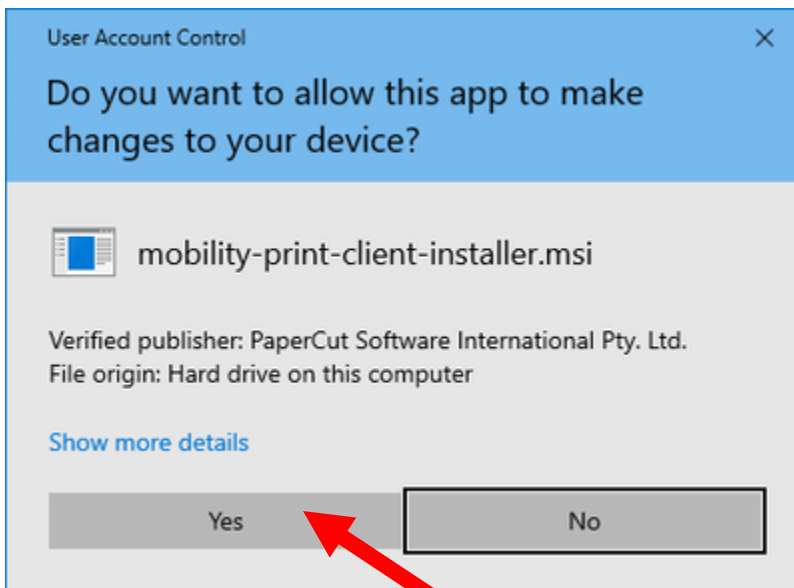 User Account Control
Do you want to allow this app to make
changes to your device?
mobility-print-client-installer.msi
Verified publisher: PaperCut Software International Pty. Ltd.
File origin: Hard drive on this computer
Show more details
Yes
No